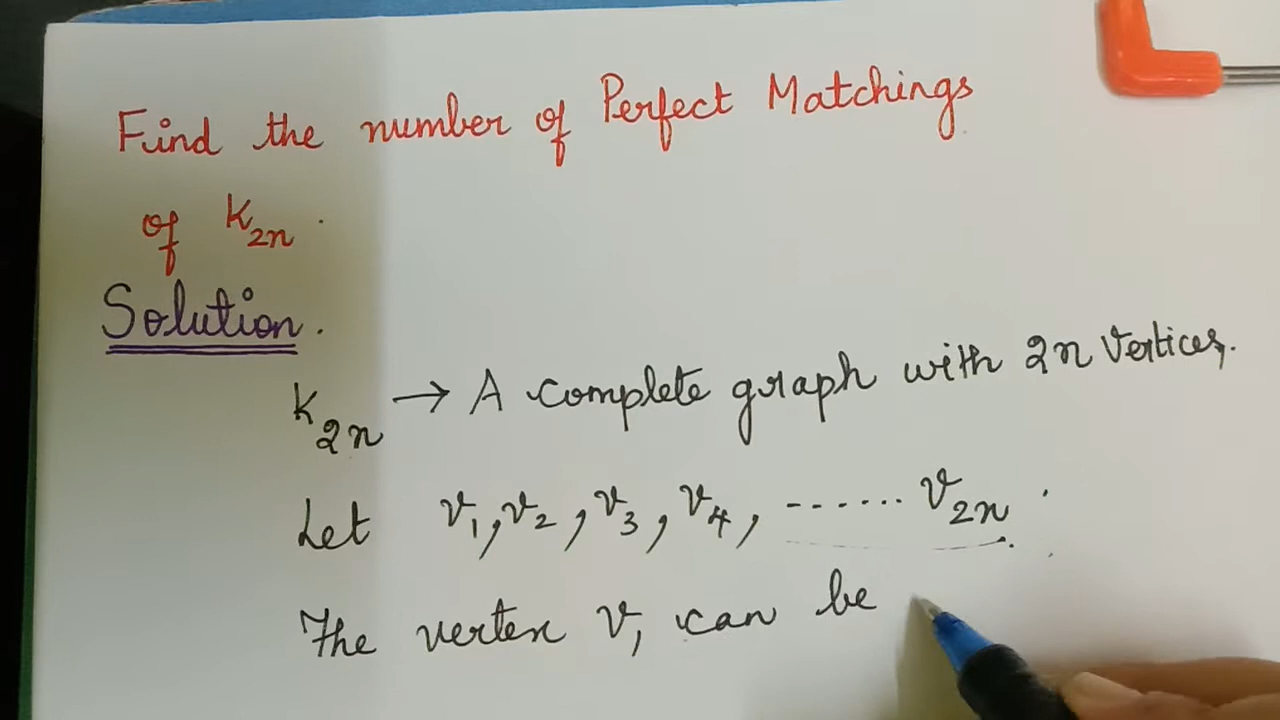 Find the number of Perfect Matchings
of K₂ₙ.
Solution.
K₂ₙ → A complete graph with 2n Vertices.
Let v₁, v₂, v₃, v₄, ------- v₂ₙ.
The vertex v₁ can be